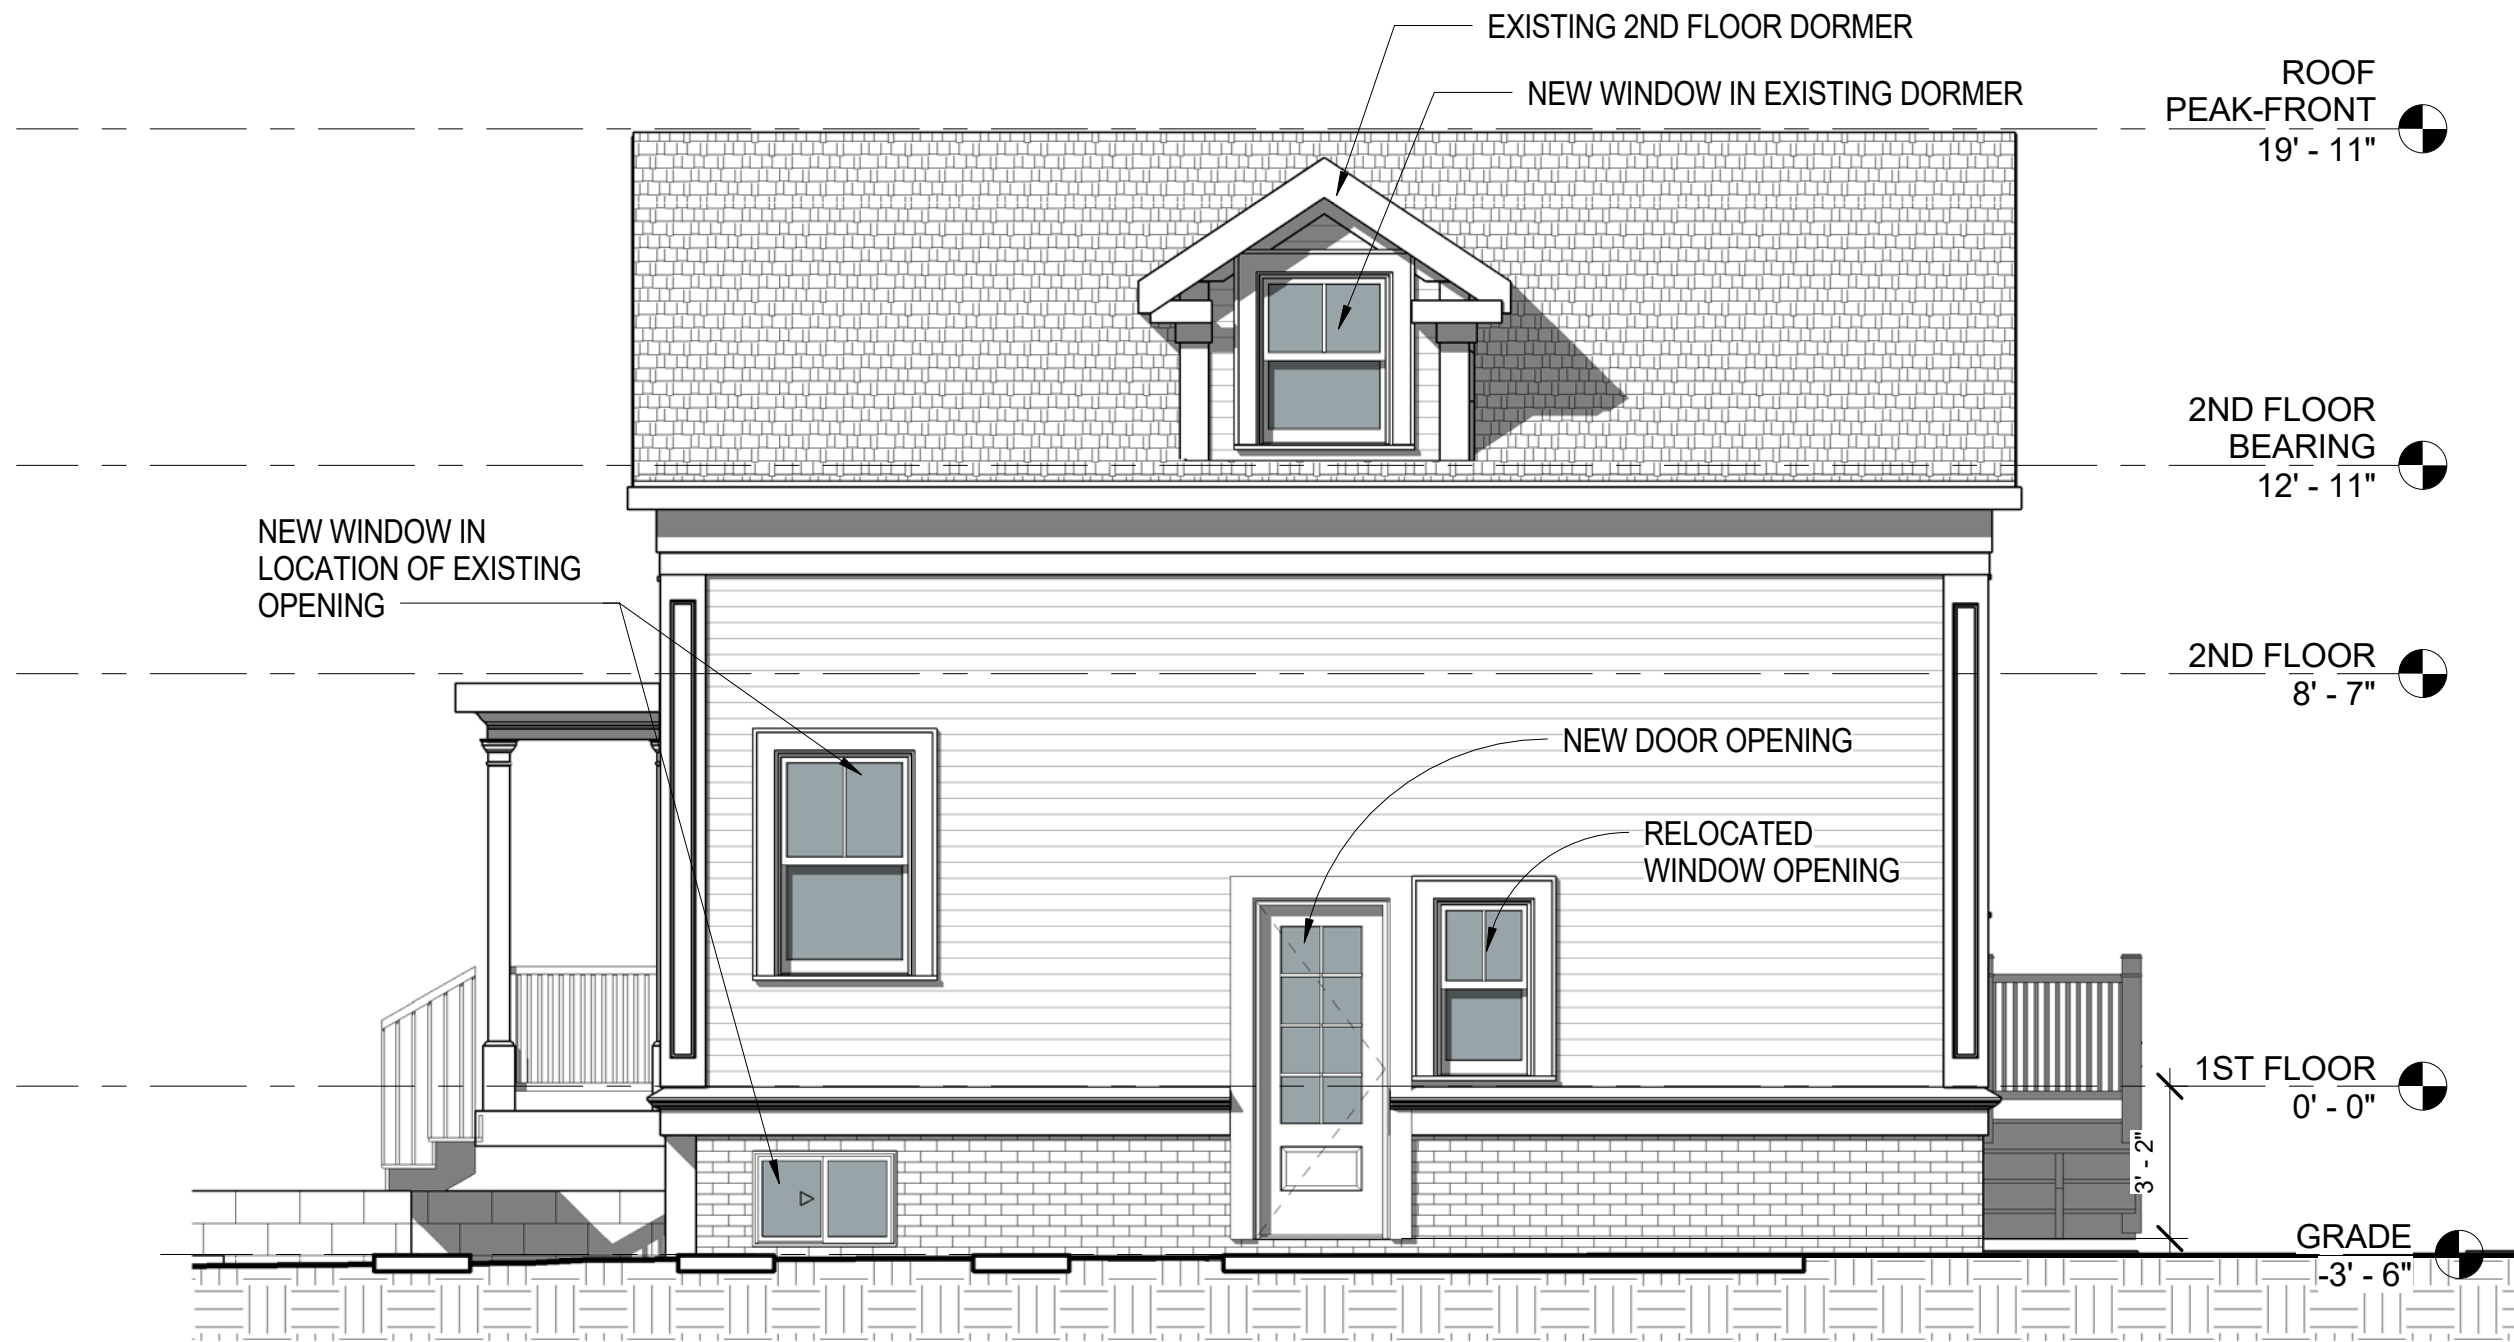 EXISTING 2ND FLOOR DORMER
NEW WINDOW IN EXISTING DORMER
ROOF
PEAK-FRONT
19' - 11"
2ND FLOOR
BEARING
12' - 11"
NEW WINDOW IN
LOCATION OF EXISTING
OPENING
2ND FLOOR
8' - 7"
NEW DOOR OPENING
RELOCATED
WINDOW OPENING
1ST FLOOR
0' - 0"
3' - 2"
GRADE
-3' - 6"